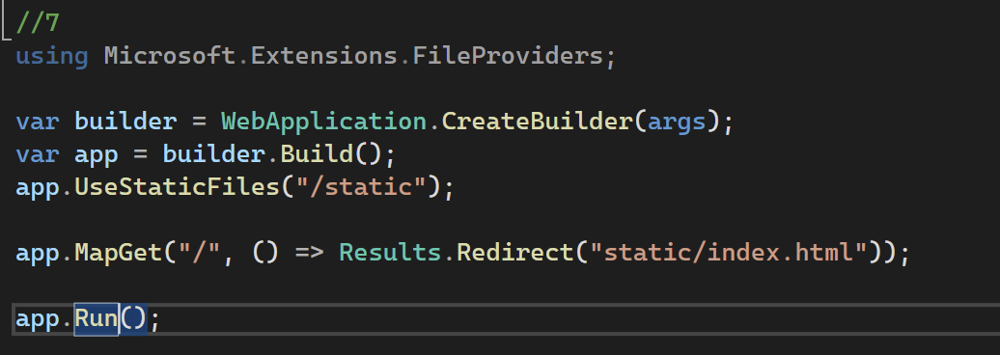 //7
using Microsoft.Extensions.FileProviders;
var builder = WebApplication.CreateBuilder(args);
var app = builder.Build();
app.UseStaticFiles("/static");
app.MapGet("/", () => Results.Redirect("static/index.html"));
app.Run();